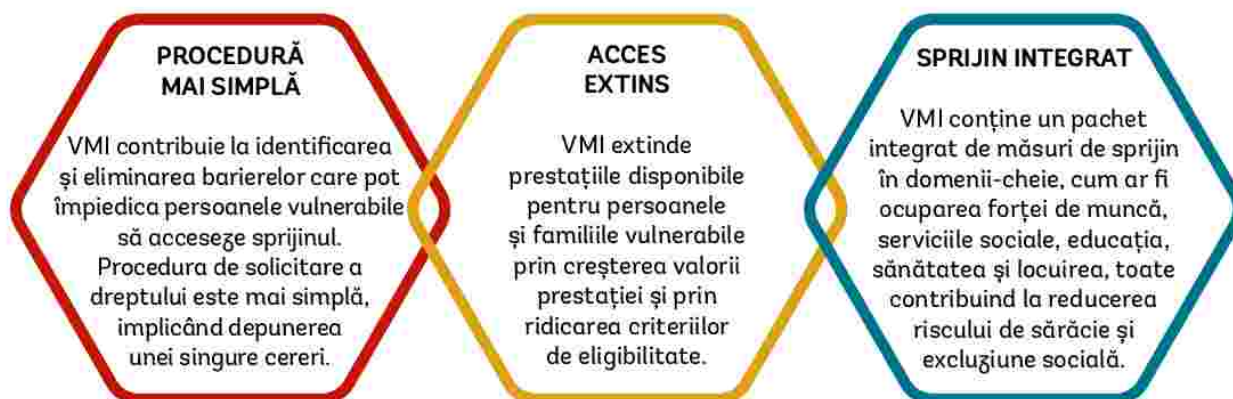 PROCEDURĂ
MAI SIMPLĂ
VMI contribuie la identificarea
și eliminarea barierelor care pot
împiedica persoanele vulnerabile
să acceseze sprijinul.
Procedura de solicitare a
dreptului este mai simplă,
implicând depunerea
unei singure cereri.
ACCES
EXTINS
VMI extinde
prestațiile disponibile
pentru persoanele
și familiile vulnerabile
prin creșterea valorii
prestației și prin
ridicarea criteriilor
de eligibilitate.
SPRIJIN INTEGRAT
VMI conține un pachet
integrat de măsuri de sprijin
în domenii-cheie, cum ar fi
ocuparea forței de muncă,
serviciile sociale, educația,
sănătatea și locuirea, toate
contribuind la reducerea
riscului de sărăcie și
excluziune socială.